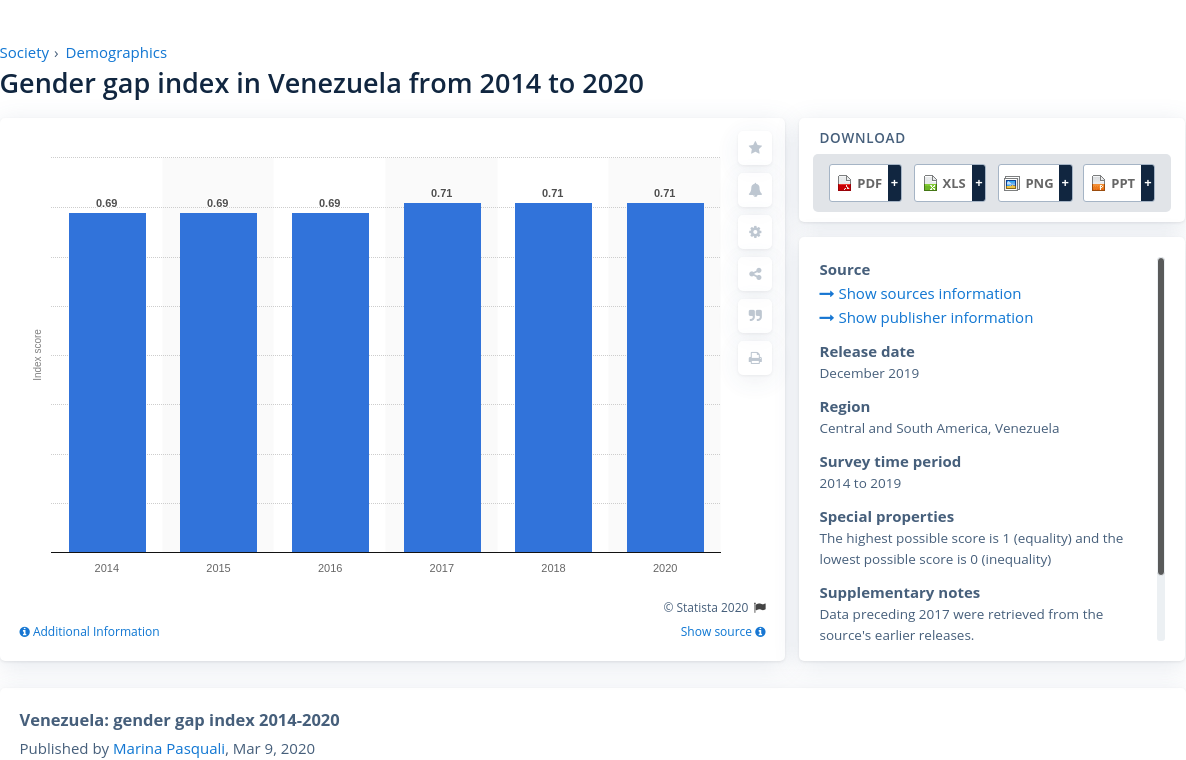 Society › Demographics
Gender gap index in Venezuela from 2014 to 2020
0.69
0.69
0.69
0.71
0.71
0.71
Index score
2014
2015
2016
2017
2018
2020
© Statista 2020
Additional Information
Show source
DOWNLOAD
PDF +
XLS +
PNG +
PPT +
Source
Show sources information
Show publisher information
Release date
December 2019
Region
Central and South America, Venezuela
Survey time period
2014 to 2019
Special properties
The highest possible score is 1 (equality) and the
lowest possible score is 0 (inequality)
Supplementary notes
Data preceding 2017 were retrieved from the
source's earlier releases.
Venezuela: gender gap index 2014-2020
Published by Marina Pasquali, Mar 9, 2020